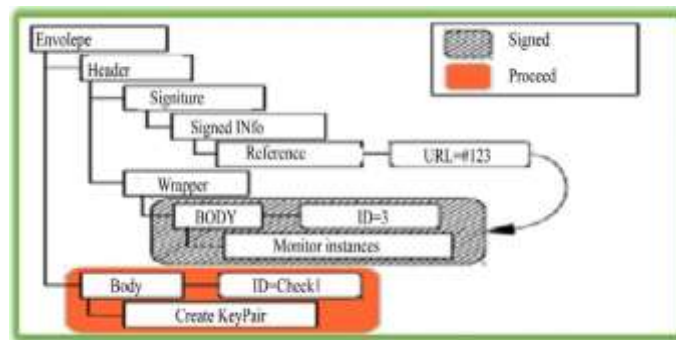 Envolepe
Signed
Proceed
Header
Signiture
Signed INfo
Reference
URL=#123
Wrapper
BODY
ID=3
Monitor instances
Body
ID=Check1
Create KeyPair